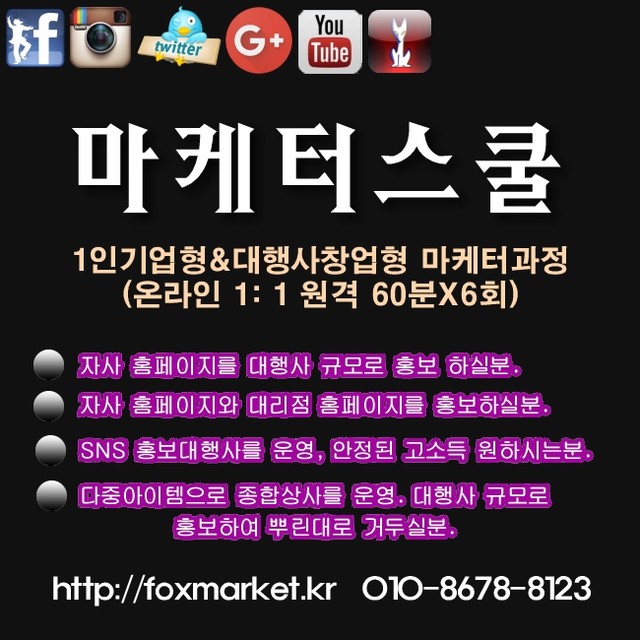 twitter
G+
You
Tube
마케터스쿨
1인기업형&대행사창업형 마케터과정
(온라인 1: 1 원격 60분X6회)
자사 홈페이지를 대행사 규모로 홍보 하실분.
자사 홈페이지와 대리점 홈페이지를 홍보하실분.
SNS 홍보대행사를 운영, 안정된 고소득 원하시는분.
다중아이템으로 종합상사를 운영. 대행사 규모로
홍보하여 뿌린대로 거두실분.
http://foxmarket.kr 010-8678-8123